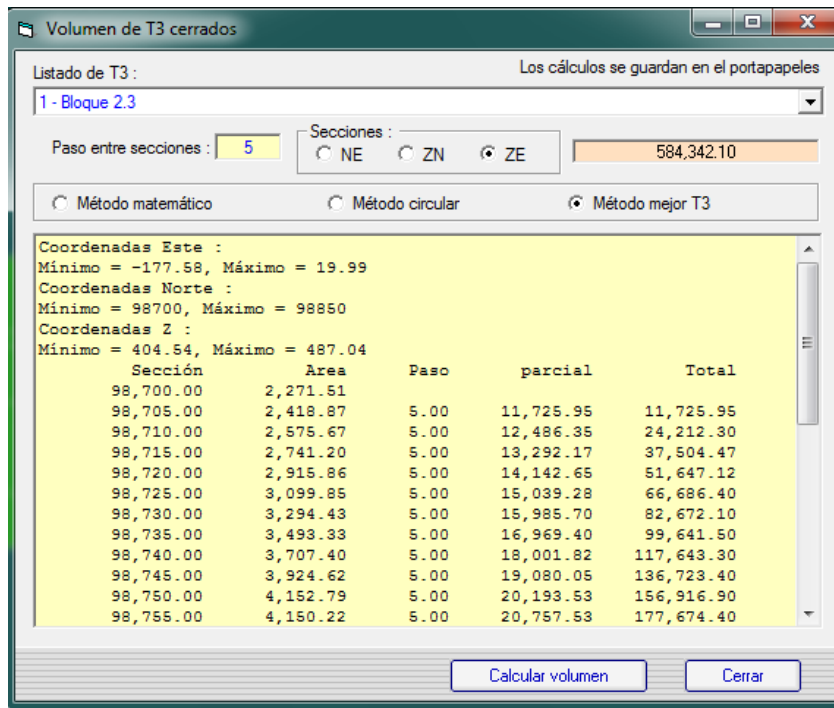 Volumen de T3 cerrados
Listado de T3 :
Los cálculos se guardan en el portapapeles
1 - Bloque 2.3
Paso entre secciones : 5
Secciones :
NE ZN ZE
584,342.10
Método matemático Método circular Método mejor T3
Coordenadas Este :
Mínimo = -177.58, Máximo = 19.99
Coordenadas Norte :
Mínimo = 98700, Máximo = 98850
Coordenadas Z :
Mínimo = 404.54, Máximo = 487.04
Sección Area Paso parcial Total
98,700.00 2,271.51
98,705.00 2,418.87 5.00 11,725.95 11,725.95
98,710.00 2,575.67 5.00 12,486.35 24,212.30
98,715.00 2,741.20 5.00 13,292.17 37,504.47
98,720.00 2,915.86 5.00 14,142.65 51,647.12
98,725.00 3,099.85 5.00 15,039.28 66,686.40
98,730.00 3,294.43 5.00 15,985.70 82,672.10
98,735.00 3,493.33 5.00 16,969.40 99,641.50
98,740.00 3,707.40 5.00 18,001.82 117,643.30
98,745.00 3,924.62 5.00 19,080.05 136,723.40
98,750.00 4,152.79 5.00 20,193.53 156,916.90
98,755.00 4,150.22 5.00 20,757.53 177,674.40
Calcular volumen Cerrar